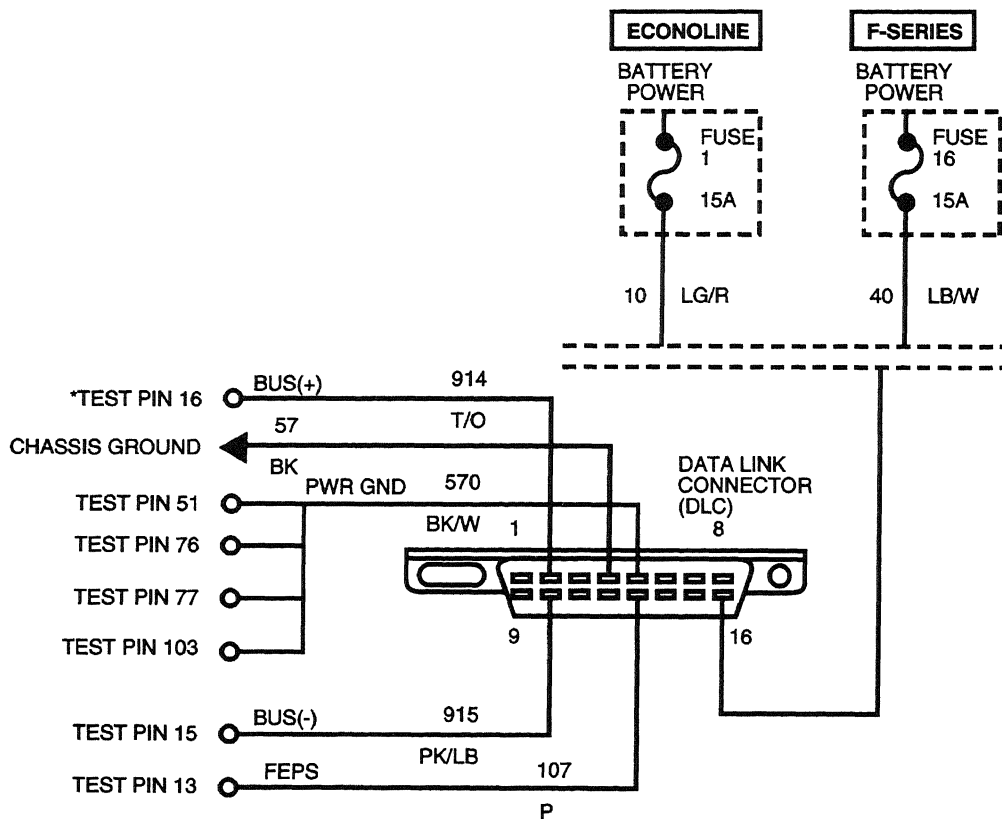 ECONOLINE
F-SERIES
BATTERY
POWER
BATTERY
POWER
FUSE
1
15A
FUSE
16
15A
10
LG/R
40
LB/W
*TEST PIN 16
BUS(+)
914
T/O
CHASSIS GROUND
57
BK
TEST PIN 51
PWR GND
570
BK/W
DATA LINK
CONNECTOR
(DLC)
1
8
TEST PIN 76
TEST PIN 77
TEST PIN 103
9
16
TEST PIN 15
BUS(-)
915
PK/LB
TEST PIN 13
FEPS
107
P